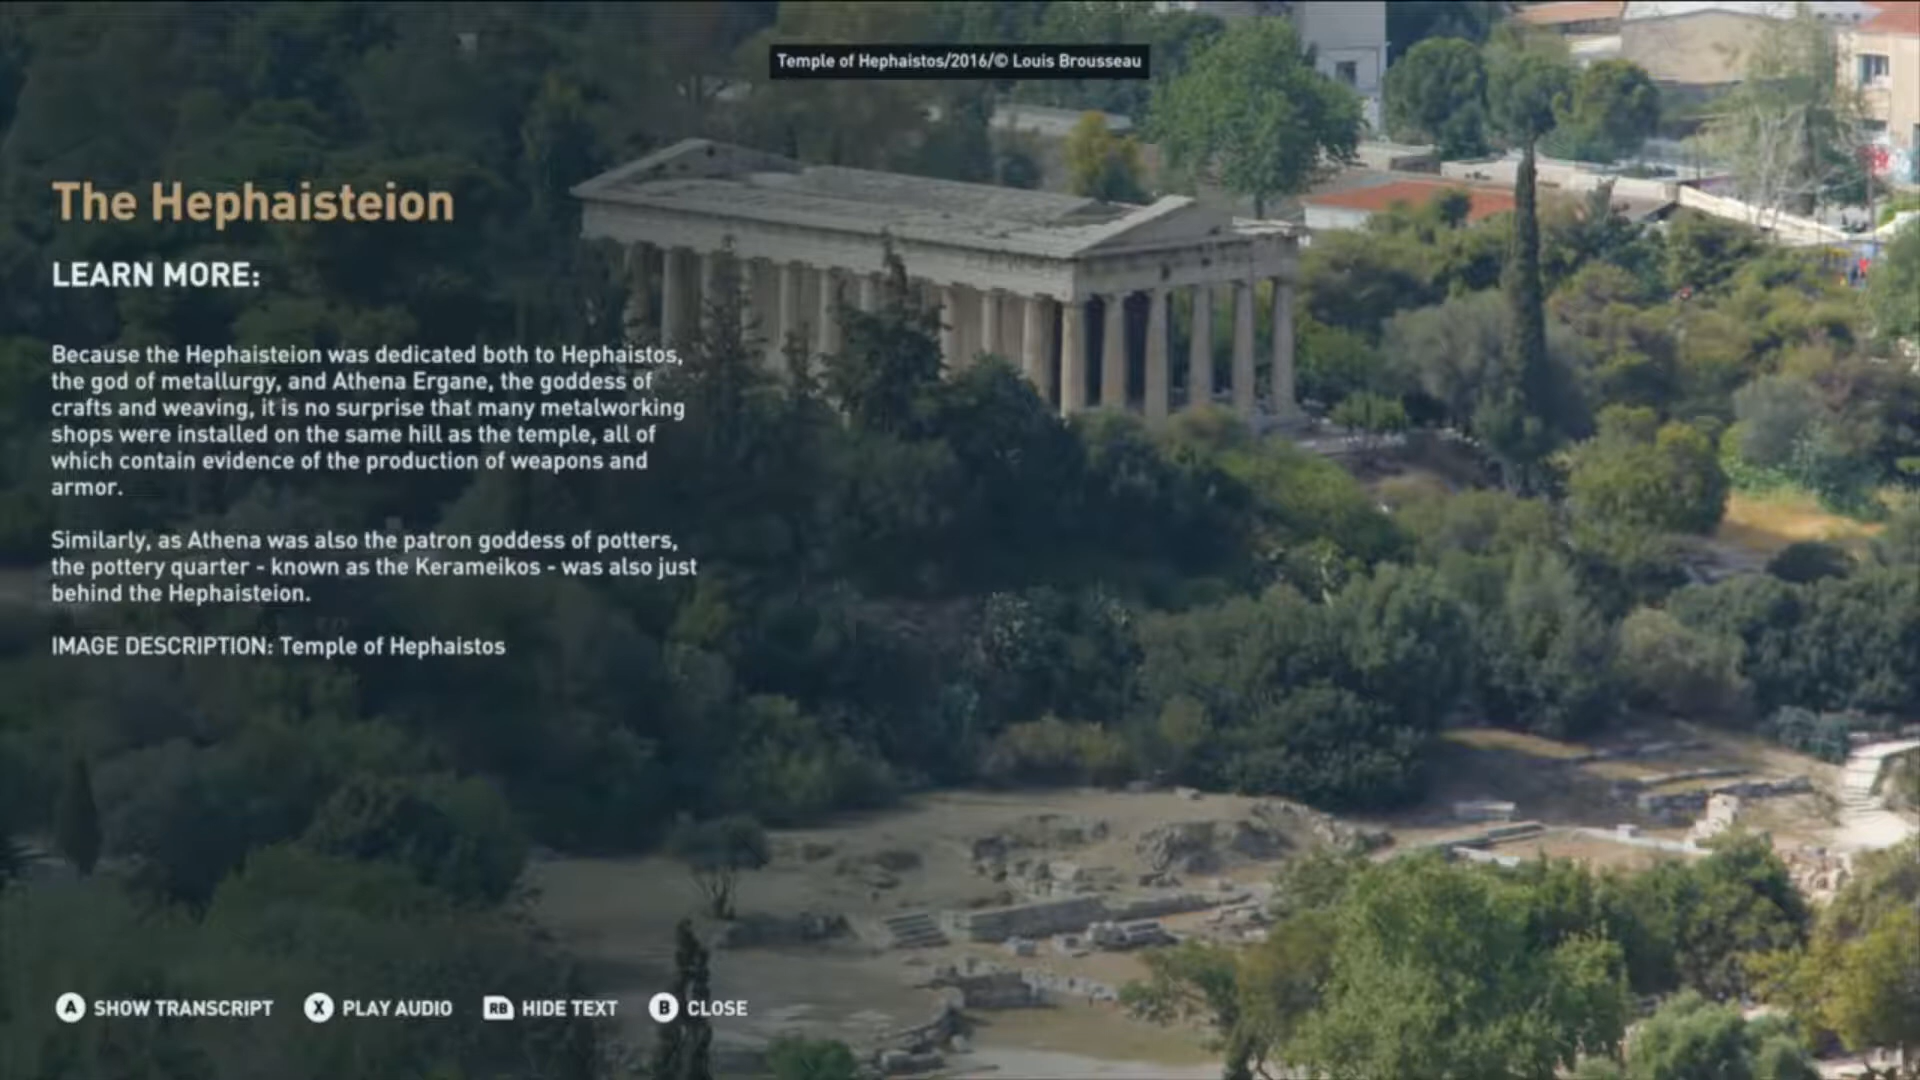 Temple of Hephaistos/2016/© Louis Brousseau
The Hephaisteion
LEARN MORE:
Because the Hephaisteion was dedicated both to Hephaistos,
the god of metallurgy, and Athena Ergane, the goddess of
crafts and weaving, it is no surprise that many metalworking
shops were installed on the same hill as the temple, all of
which contain evidence of the production of weapons and
armor.
Similarly, as Athena was also the patron goddess of potters,
the pottery quarter - known as the Kerameikos - was also just
behind the Hephaisteion.
IMAGE DESCRIPTION: Temple of Hephaistos
A SHOW TRANSCRIPT X PLAY AUDIO RB HIDE TEXT B CLOSE